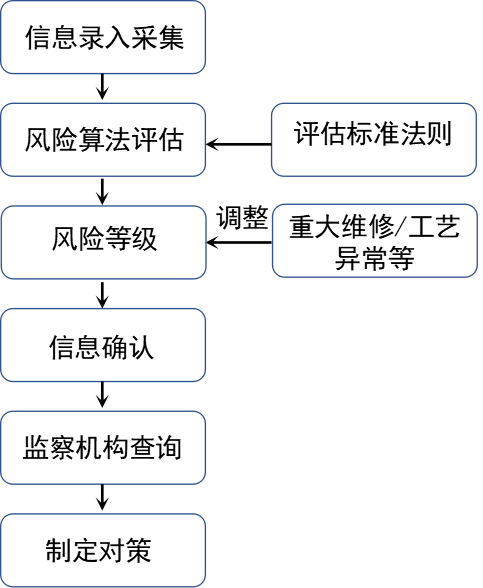 信息录入采集
风险算法评估
评估标准法则
风险等级
调整
重大维修/工艺
异常等
信息确认
监察机构查询
制定对策